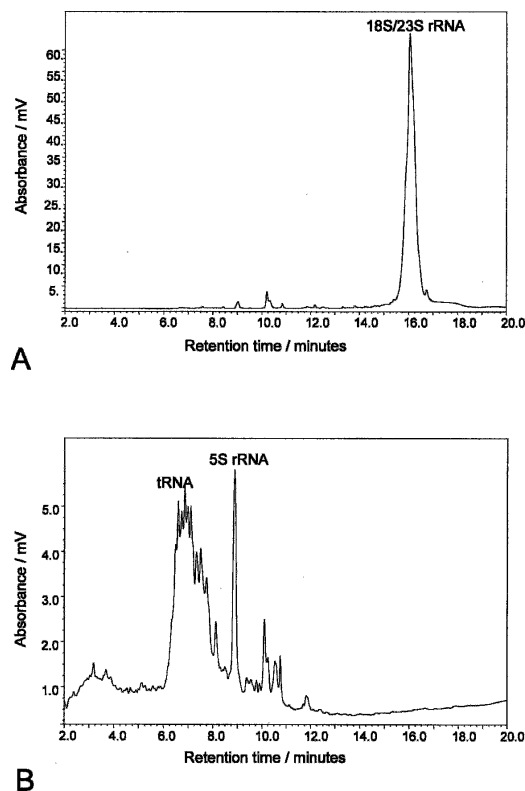 18S/23S rRNA
60.
55.
50.
45.
40.
35.
30.
25.
20.
15.
10.
5.
Absorbance / mV
2.0 4.0 6.0 8.0 10.0 12.0 14.0 16.0 18.0 20.0
Retention time / minutes
A
5S rRNA
tRNA
5.0
4.0
3.0
2.0
1.0
Absorbance / mV
2.0 4.0 6.0 8.0 10.0 12.0 14.0 16.0 18.0 20.0
Retention time / minutes
B